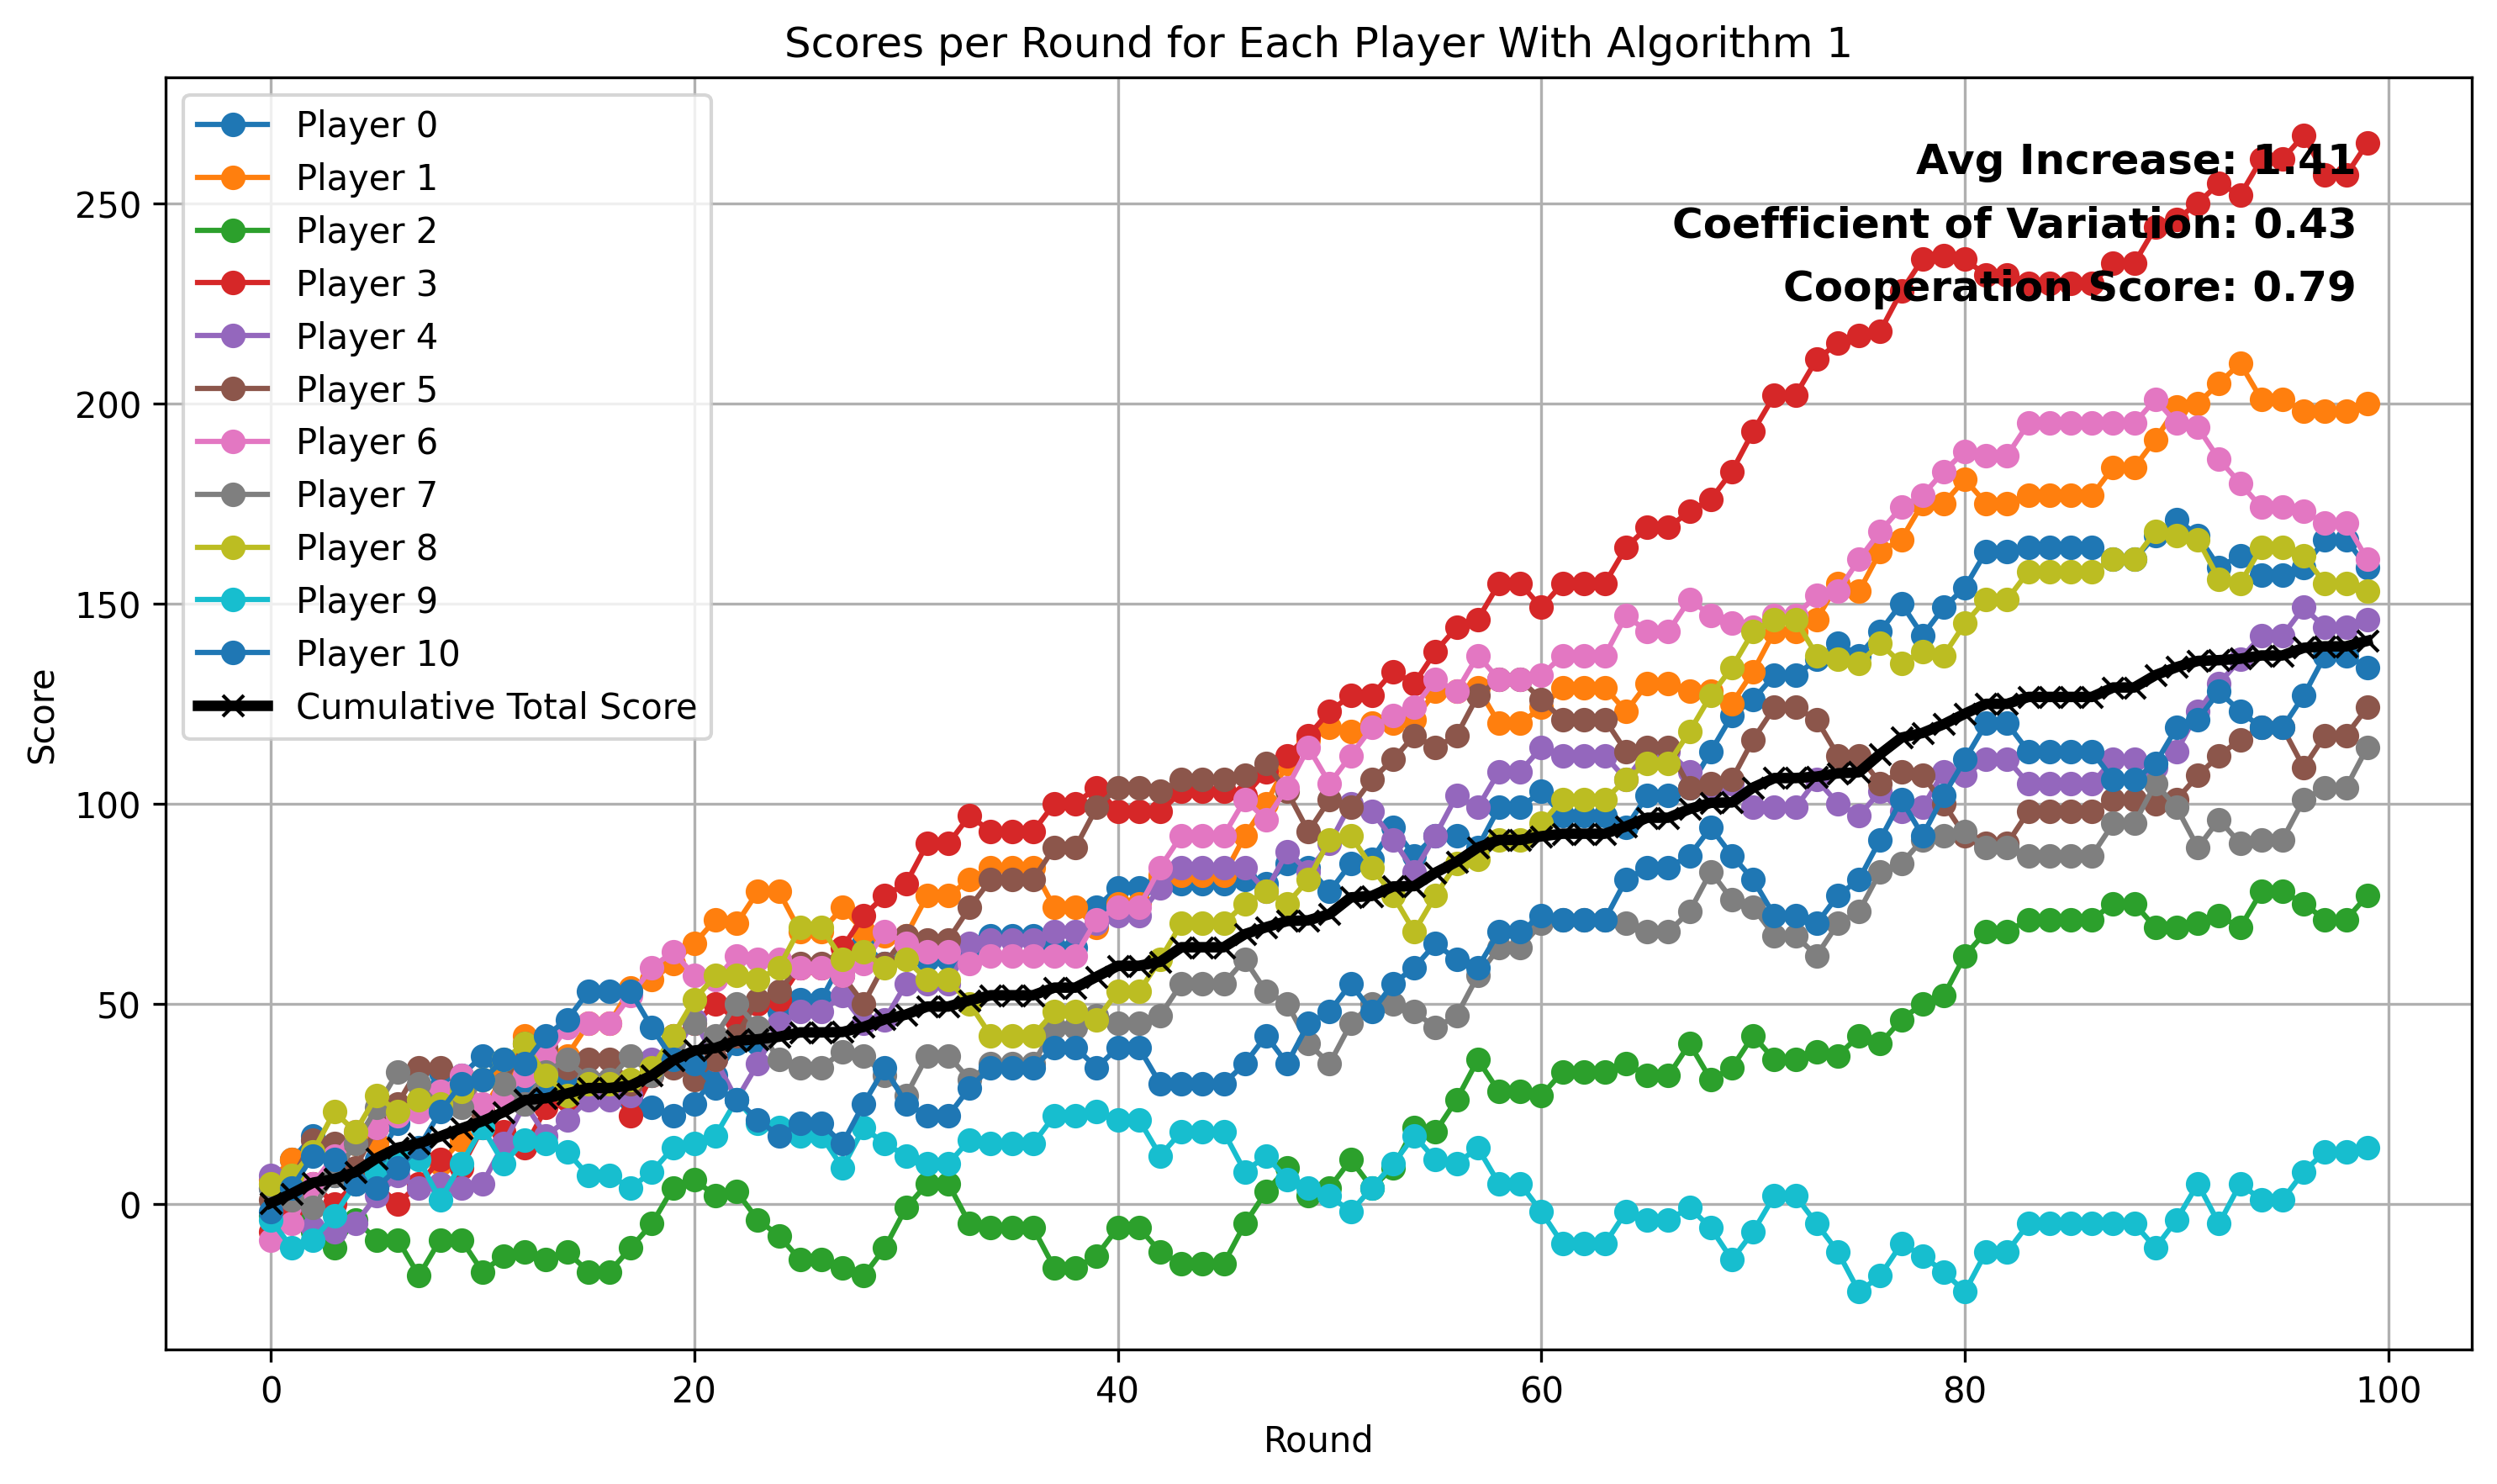 Scores per Round for Each Player With Algorithm 1
Player 0
Player 1
Player 2
Player 3
Player 4
Player 5
Player 6
Player 7
Player 8
Player 9
Player 10
Cumulative Total Score
Avg Increase: 1.41
Coefficient of Variation: 0.43
Cooperation Score: 0.79
Score
250
200
150
100
50
0
0 20 40 60 80 100
Round